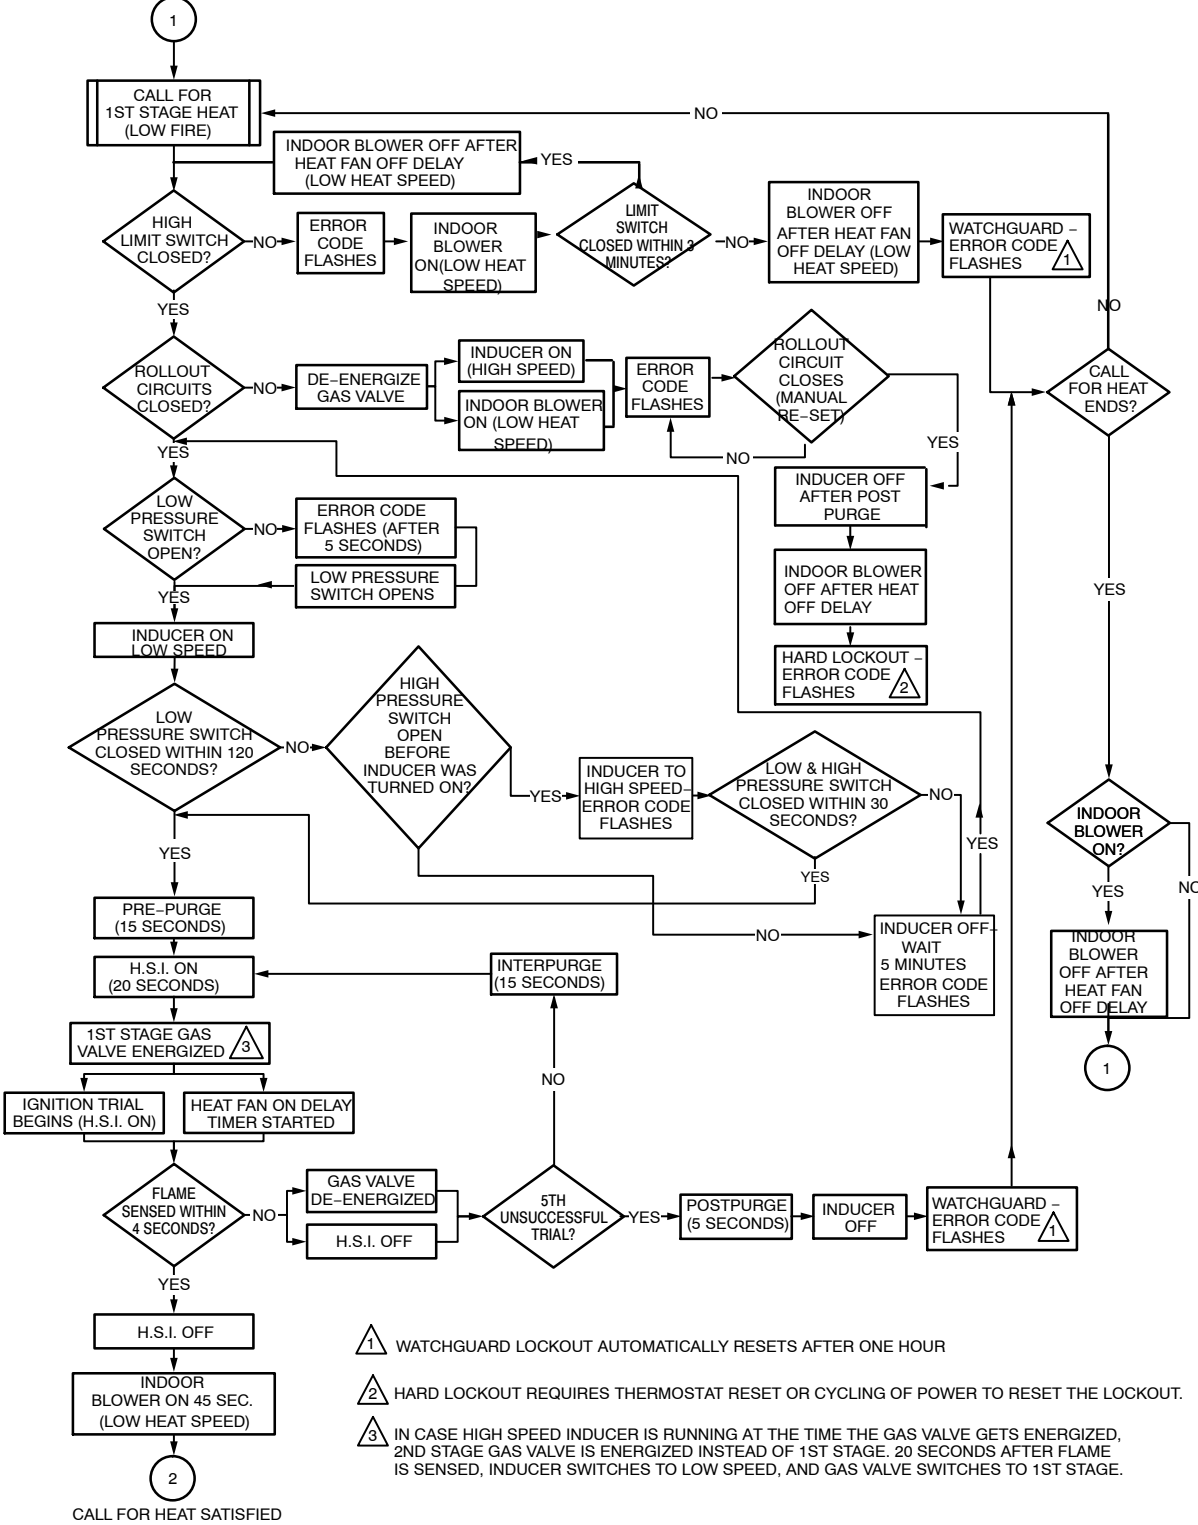 1
CALL FOR
1ST STAGE HEAT
(LOW FIRE)
NO
INDOOR BLOWER OFF AFTER
HEAT FAN OFF DELAY
(LOW HEAT SPEED)
YES
HIGH
LIMIT SWITCH
CLOSED?
NO
ERROR
CODE
FLASHES
INDOOR
BLOWER
ON(LOW HEAT
SPEED)
LIMIT
SWITCH
CLOSED WITHIN 3
MINUTES?
NO
INDOOR
BLOWER OFF
AFTER HEAT FAN
OFF DELAY (LOW
HEAT SPEED)
WATCHGUARD –
ERROR CODE
FLASHES
1
NO
YES
ROLLOUT
CIRCUITS
CLOSED?
NO
DE–ENERGIZE
GAS VALVE
INDUCER ON
(HIGH SPEED)
INDOOR BLOWER
ON (LOW HEAT
SPEED)
ERROR
CODE
FLASHES
ROLLOUT
CIRCUIT
CLOSES
(MANUAL
RE–SET)
NO
YES
CALL
FOR HEAT
ENDS?
YES
INDUCER OFF
AFTER POST
PURGE
INDOOR BLOWER
OFF AFTER HEAT
OFF DELAY
HARD LOCKOUT –
ERROR CODE
FLASHES
2
YES
LOW
PRESSURE
SWITCH
OPEN?
NO
ERROR CODE
FLASHES (AFTER
5 SECONDS)
LOW PRESSURE
SWITCH OPENS
YES
INDUCER ON
LOW SPEED
LOW
PRESSURE SWITCH
CLOSED WITHIN 120
SECONDS?
NO
HIGH
PRESSURE
SWITCH
OPEN
BEFORE
INDUCER WAS
TURNED ON?
YES
INDUCER TO
HIGH SPEED–
ERROR CODE
FLASHES
LOW & HIGH
PRESSURE SWITCH
CLOSED WITHIN 30
SECONDS?
NO
YES
YES
NO
INDUCER OFF–
WAIT
5 MINUTES
ERROR CODE
FLASHES
INDOOR
BLOWER
ON?
YES
NO
INDOOR
BLOWER
OFF AFTER
HEAT FAN
OFF DELAY
1
YES
PRE–PURGE
(15 SECONDS)
H.S.I. ON
(20 SECONDS)
INTERPURGE
(15 SECONDS)
1ST STAGE GAS
VALVE ENERGIZED
3
IGNITION TRIAL
BEGINS (H.S.I. ON)
HEAT FAN ON DELAY
TIMER STARTED
NO
FLAME
SENSED WITHIN
4 SECONDS?
NO
GAS VALVE
DE–ENERGIZED
H.S.I. OFF
5TH
UNSUCCESSFUL
TRIAL?
YES
POSTPURGE
(5 SECONDS)
INDUCER
OFF
WATCHGUARD –
ERROR CODE
FLASHES
1
YES
H.S.I. OFF
INDOOR
BLOWER ON 45 SEC.
(LOW HEAT SPEED)
2
CALL FOR HEAT SATISFIED
1 WATCHGUARD LOCKOUT AUTOMATICALLY RESETS AFTER ONE HOUR
2 HARD LOCKOUT REQUIRES THERMOSTAT RESET OR CYCLING OF POWER TO RESET THE LOCKOUT.
3 IN CASE HIGH SPEED INDUCER IS RUNNING AT THE TIME THE GAS VALVE GETS ENERGIZED,
2ND STAGE GAS VALVE IS ENERGIZED INSTEAD OF 1ST STAGE. 20 SECONDS AFTER FLAME
IS SENSED, INDUCER SWITCHES TO LOW SPEED, AND GAS VALVE SWITCHES TO 1ST STAGE.